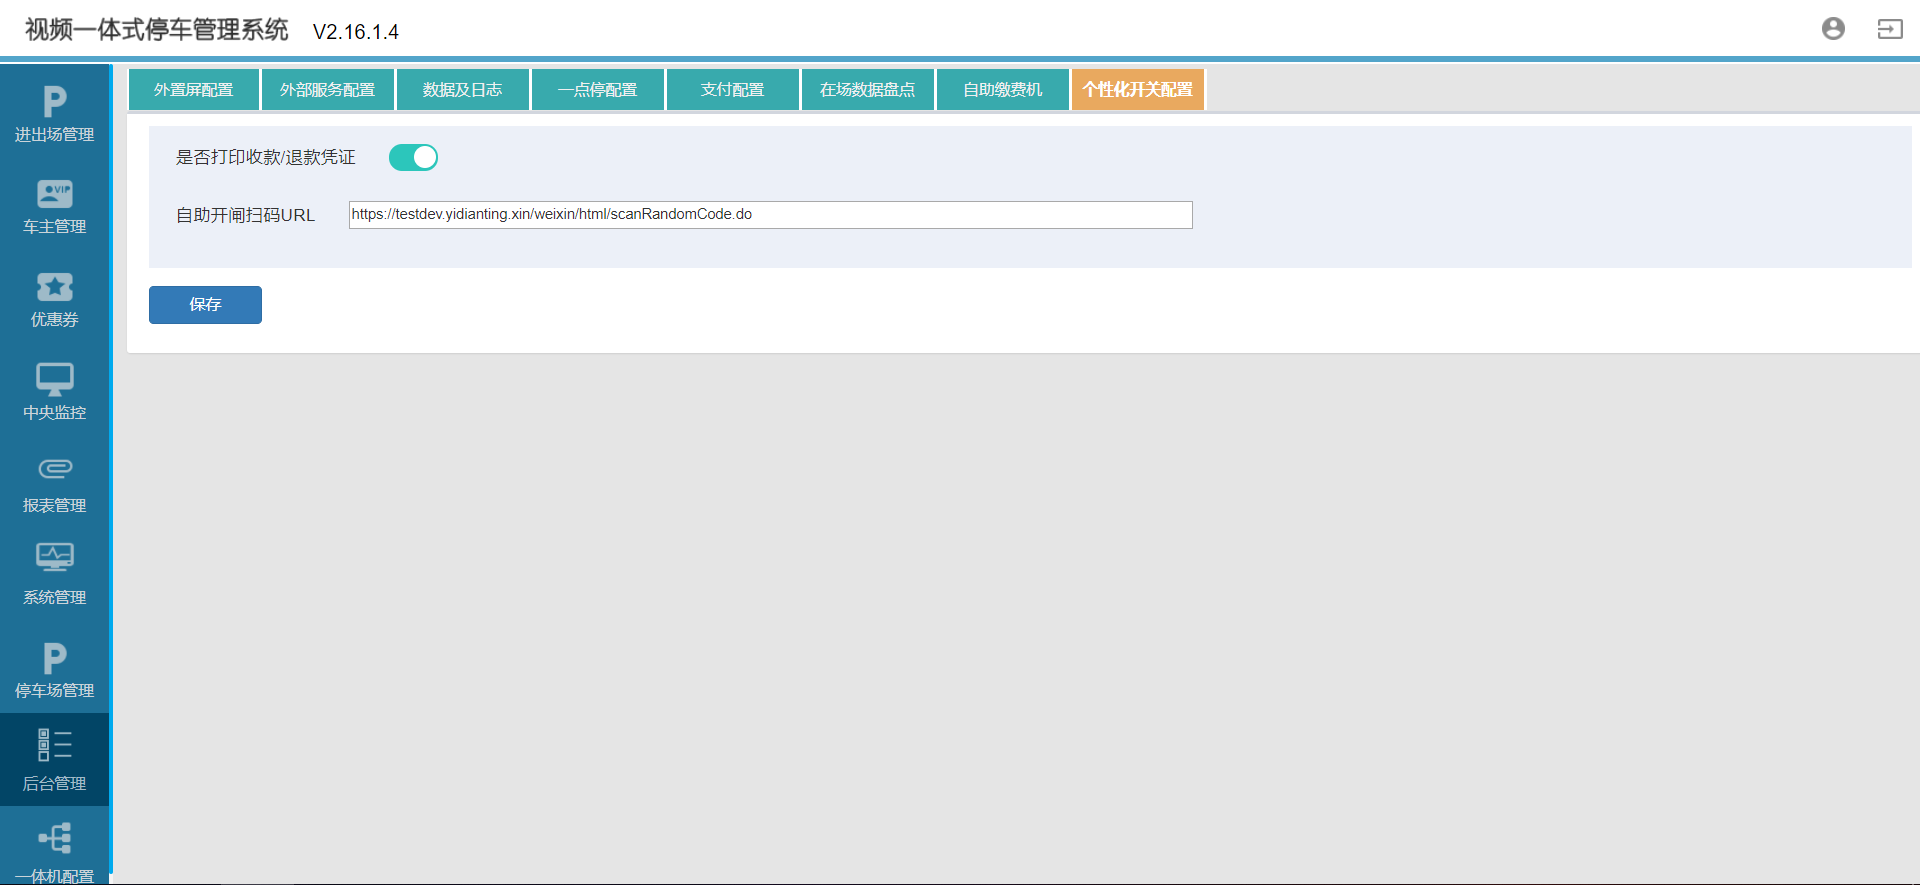 视频一体式停车管理系统 V2.16.1.4
外置屏配置 外部服务配置 数据及日志 一点停配置 支付配置 在场数据盘点 自助缴费机 个性化开关配置
进出场管理
VIP
车主管理
优惠券
中央监控
报表管理
系统管理
停车场管理
后台管理
一体机配置
是否打印收款/退款凭证
自助开闸扫码URL https://testdev.yidianting.xin/weixin/html/scanRandomCode.do
保存